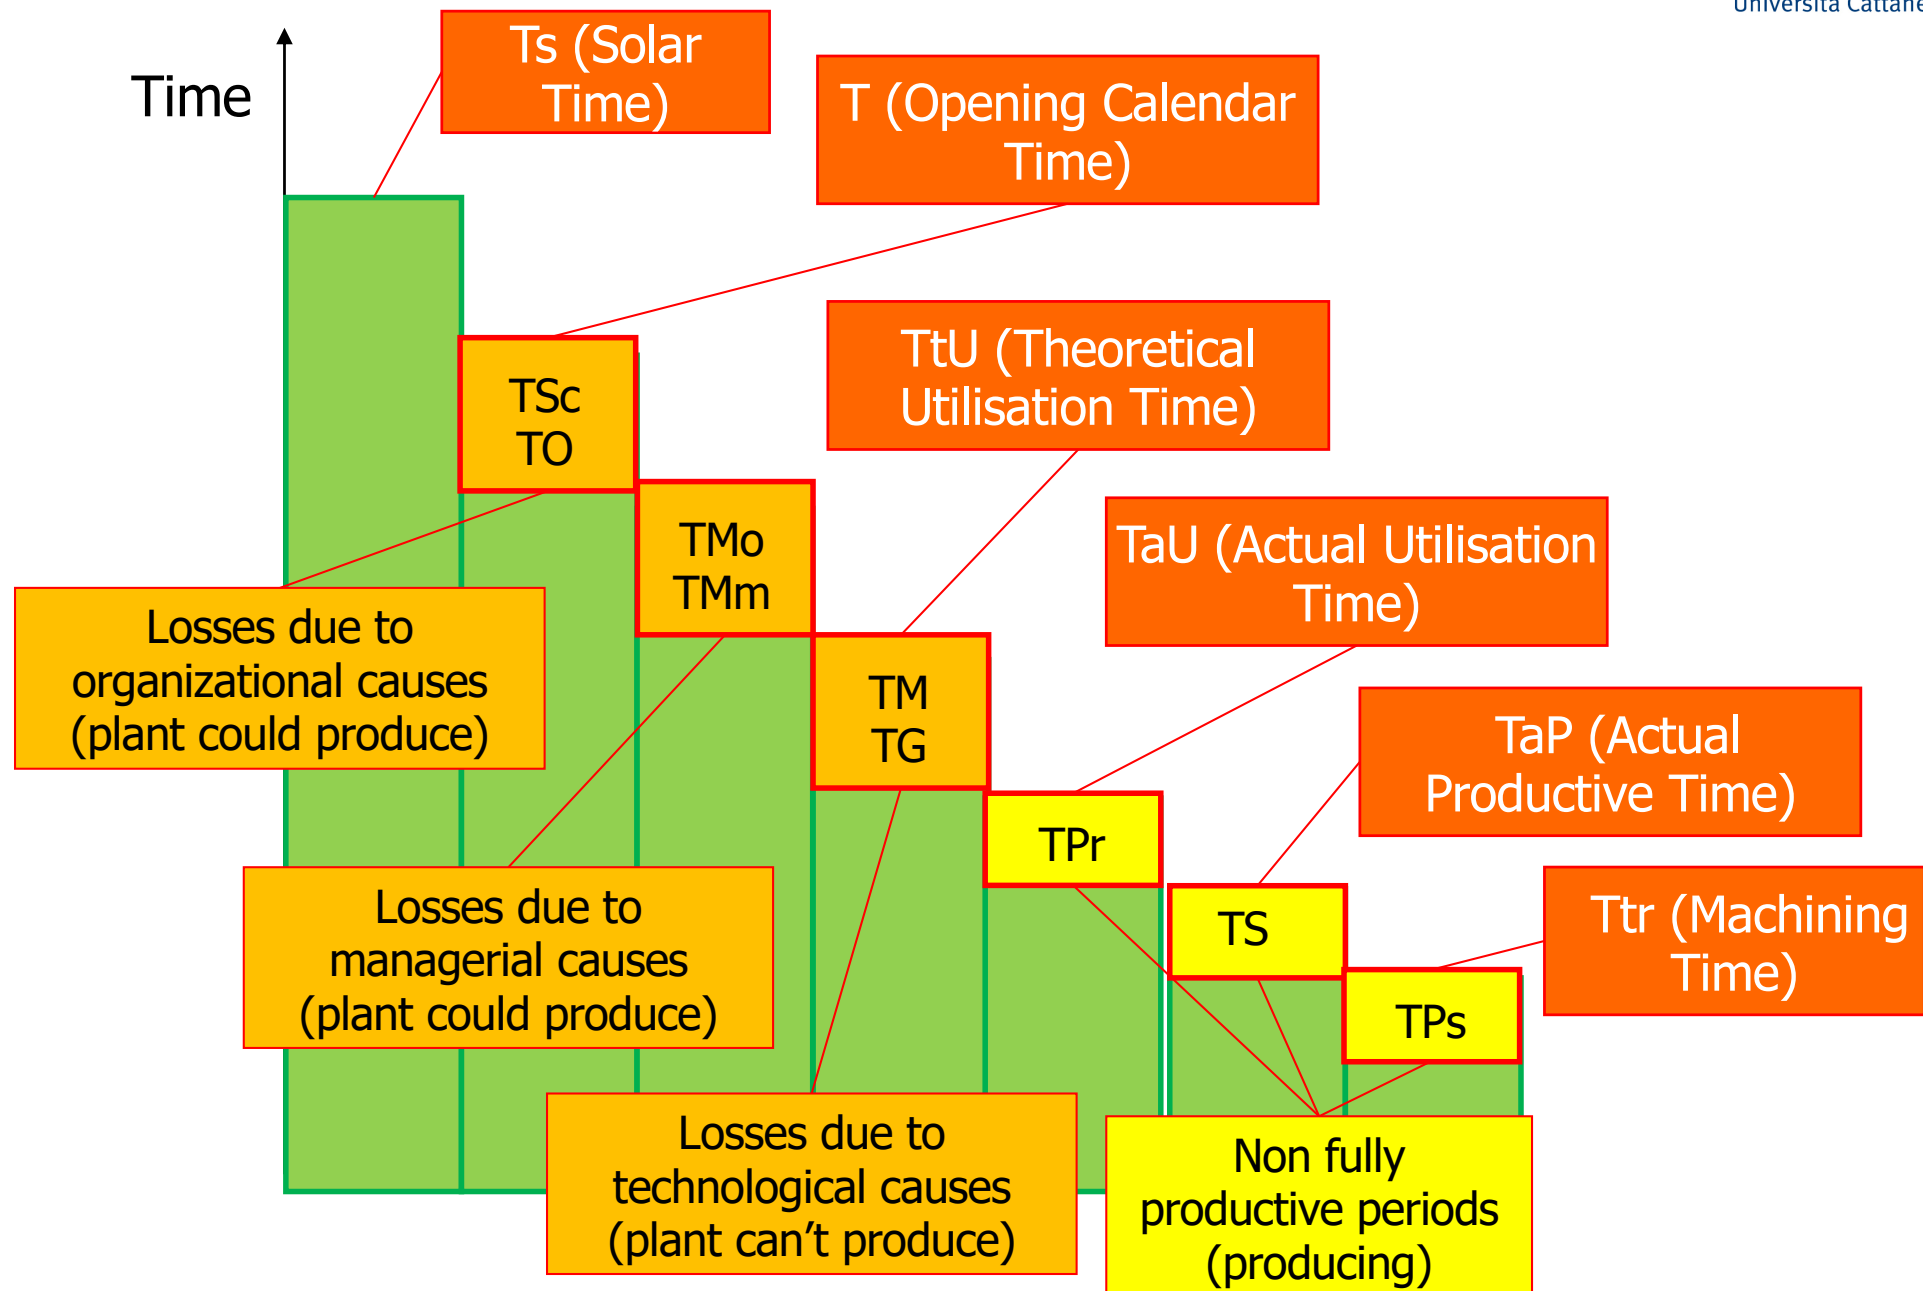 Università Cattane
Ts (Solar
Time)
Time
T (Opening Calendar
Time)
TtU (Theoretical
Utilisation Time)
TSc
TO
TaU (Actual Utilisation
Time)
TMo
TMm
Losses due to
organizational causes
(plant could produce)
TM
TG
TaP (Actual
Productive Time)
TPr
Losses due to
managerial causes
(plant could produce)
TS
Ttr (Machining
Time)
TPs
Losses due to
technological causes
(plant can’t produce)
Non fully
productive periods
(producing)